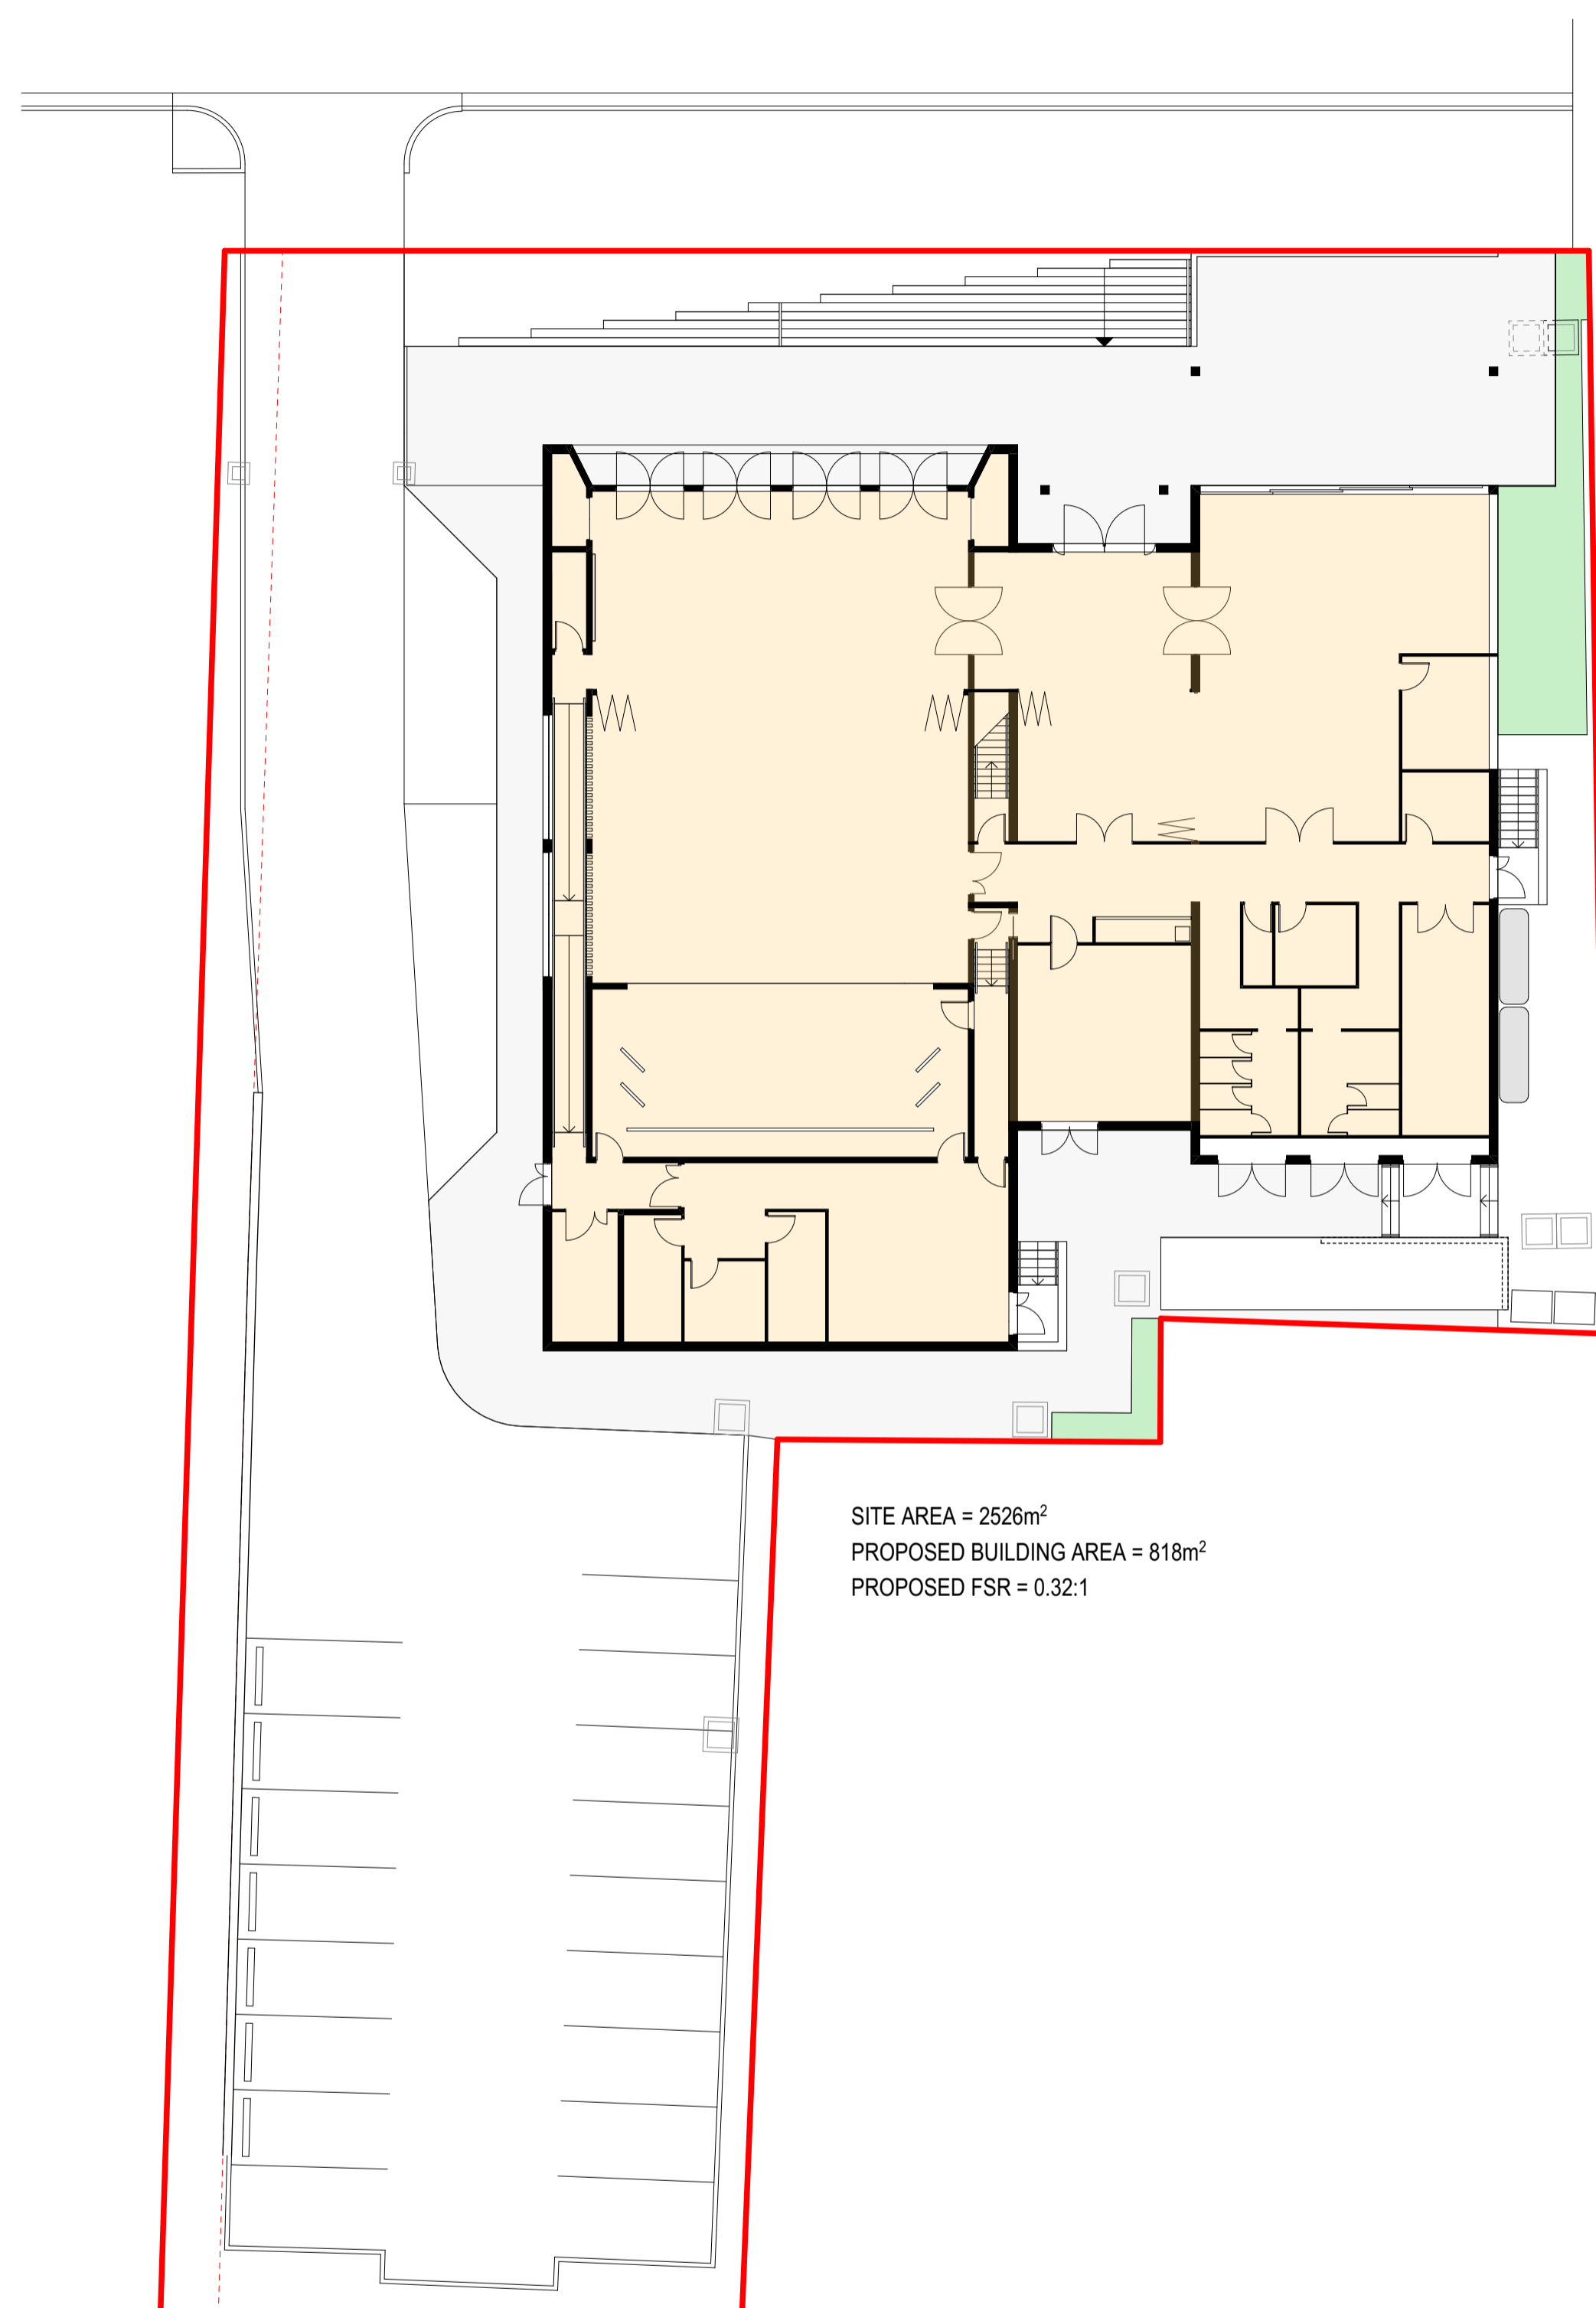 SITE AREA = 2526m²
PROPOSED BUILDING AREA = 818m²
PROPOSED FSR = 0.32:1